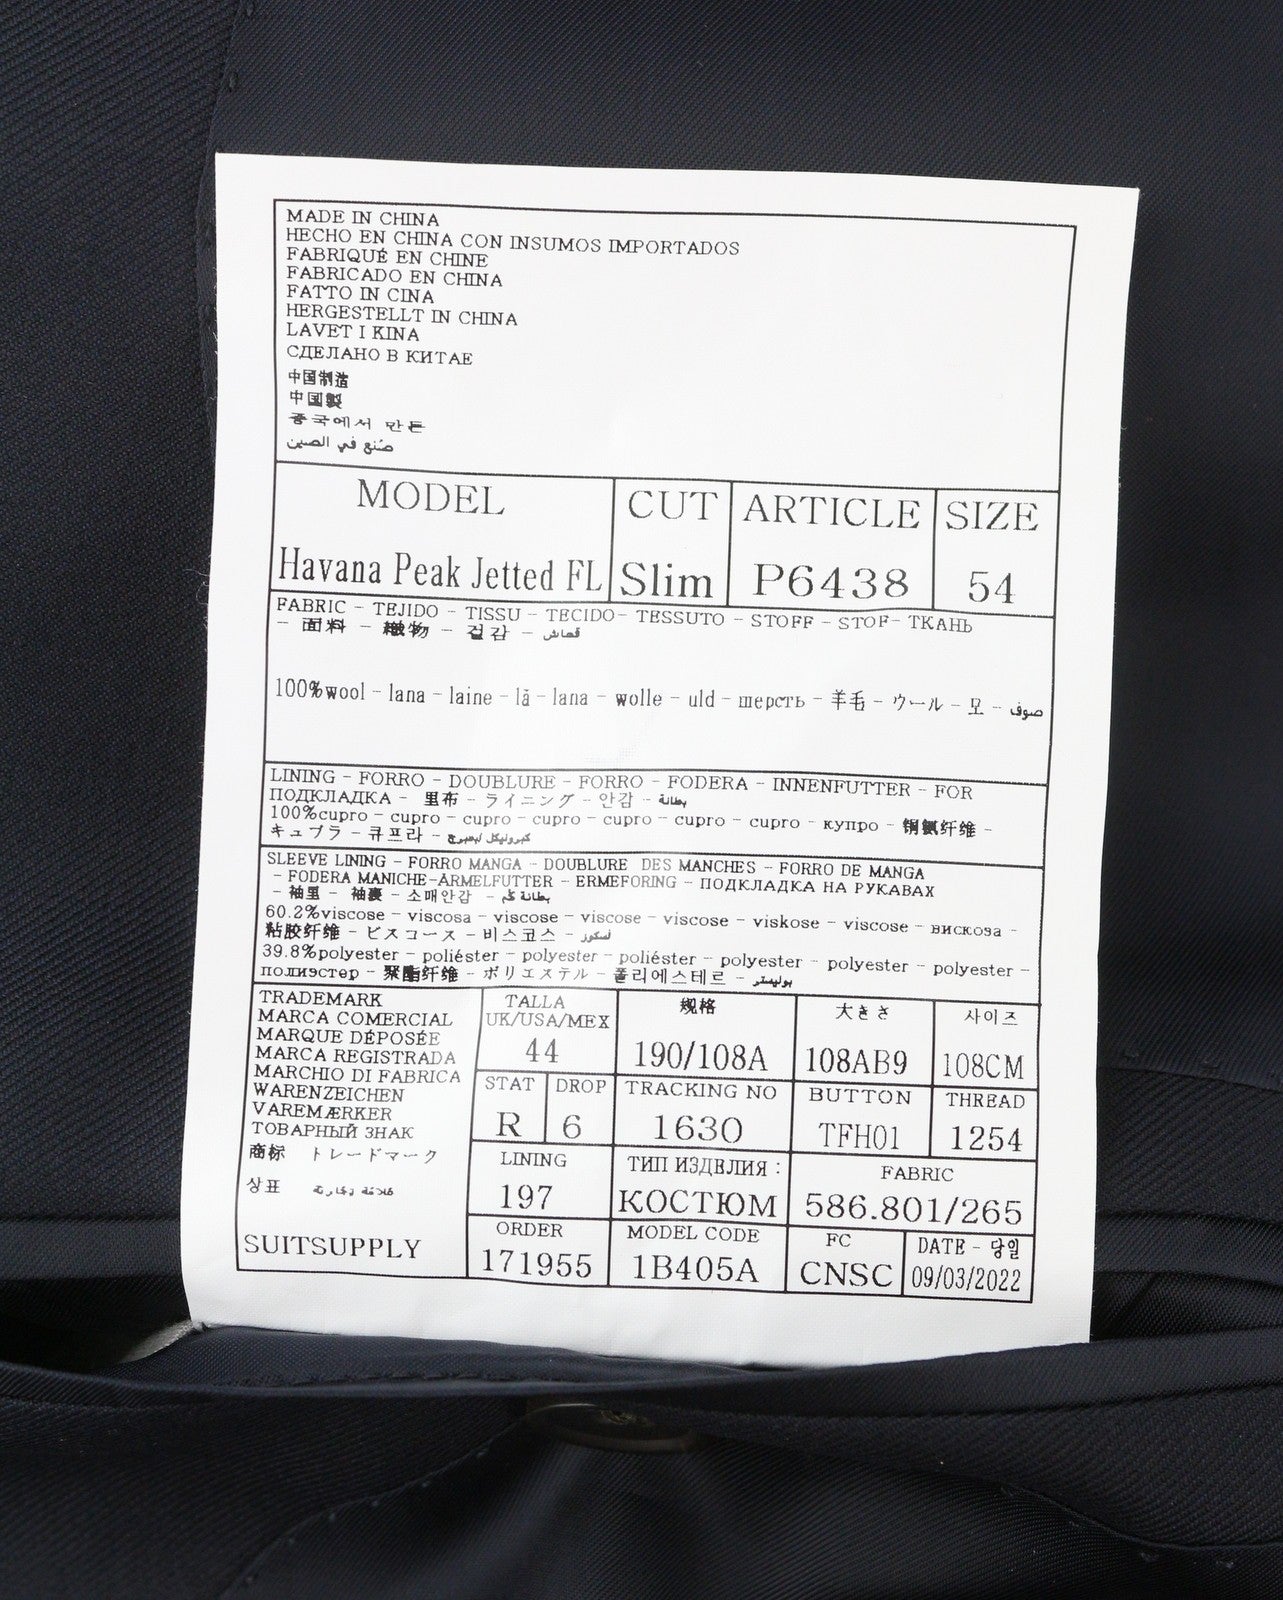 MADE IN CHINA
HECHO EN CHINA CON INSUMOS IMPORTADOS
FABRIQUÉ EN CHINE
FABRICADO EN CHINA
FATTO IN CINA
HERGESTELLT IN CHINA
LAVET I KINA
СДЕЛАНО В КИТАЕ
中国制造
中国製
중국에서 만든
صنع في الصين
MODEL
Havana Peak Jetted FL
CUT
Slim
ARTICLE
P6438
SIZE
54
FABRIC - TEJIDO - TISSU - TECIDO- TESSUTO - STOFF - STOF- ТКАНЬ
- 面料 - 織物 - 겉감 - قماش
100%wool - lana - laine - lã - lana - wolle - uld - шерсть - 羊毛 - ウール - 모 - صوف
LINING - FORRO - DOUBLURE - FORRO - FODERA - INNENFUTTER - FOR
ПОДКЛАДКА - 里布 - ライニング - 안감 - بطانة
100%cupro - cupro - cupro - cupro - cupro - cupro - cupro - купро - 铜氨纤维 -
キュプラ - 큐프라 -
SLEEVE LINING - FORRO MANGA - DOUBLURE DES MANCHES - FORRO DE MANGA
- FODERA MANICHE-ÄRMELFUTTER - ERMEFORING - ПОДКЛАДКА НА РУКАВАХ
- 袖里 - 袖裏 - 소매안감 - بطانة كم
60.2%viscose - viscosa - viscose - viscose - viscose - viskose - viscose - вискоза -
粘胶纤维 - ビスコース - 비스코스 -
39.8%polyester - poliéster - polyester - poliéster - polyester - polyester - polyester -
полиэстер - 聚酯纤维 - ポリエステル - 폴리에스테르 - بوليستر
TRADEMARK
MARCA COMERCIAL
MARQUE DÉPOSÉE
MARCA REGISTRADA
MARCHIO DI FABRICA
WARENZEICHEN
VAREMÆRKER
ТОВАРНЫЙ ЗНАК
商标 トレードマーク
상표
SUITSUPPLY
TALLA
UK/USA/MEX
44
规格
190/108A
大きさ
108AB9
사이즈
108CM
STAT
R
DROP
6
TRACKING NO
1630
BUTTON
TFH01
THREAD
1254
LINING
197
ТИП ИЗДЕЛИЯ :
КОСТЮМ
FABRIC
586.801/265
ORDER
171955
MODEL CODE
1B405A
FC
CNSC
DATE - 당일
09/03/2022